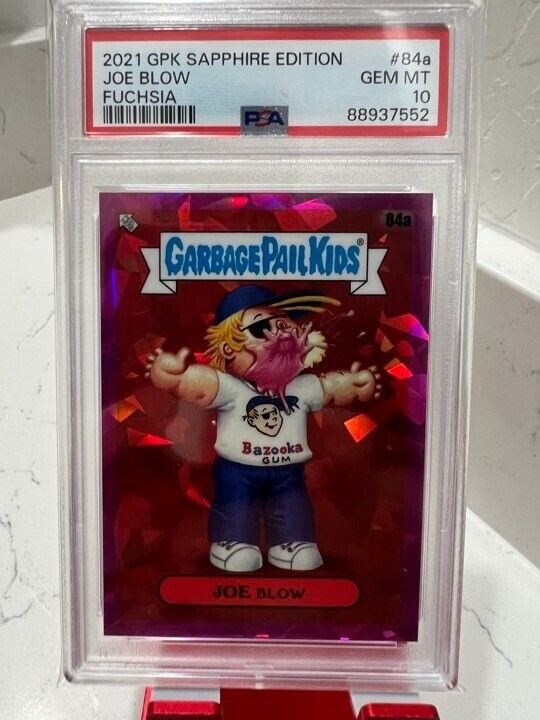 2021 GPK SAPPHIRE EDITION #84a
JOE BLOW GEM MT
FUCHSIA 10
PSA 88937552
84a
GARBAGE PAIL KIDS®
Bazooka
GUM
JOE BLOW